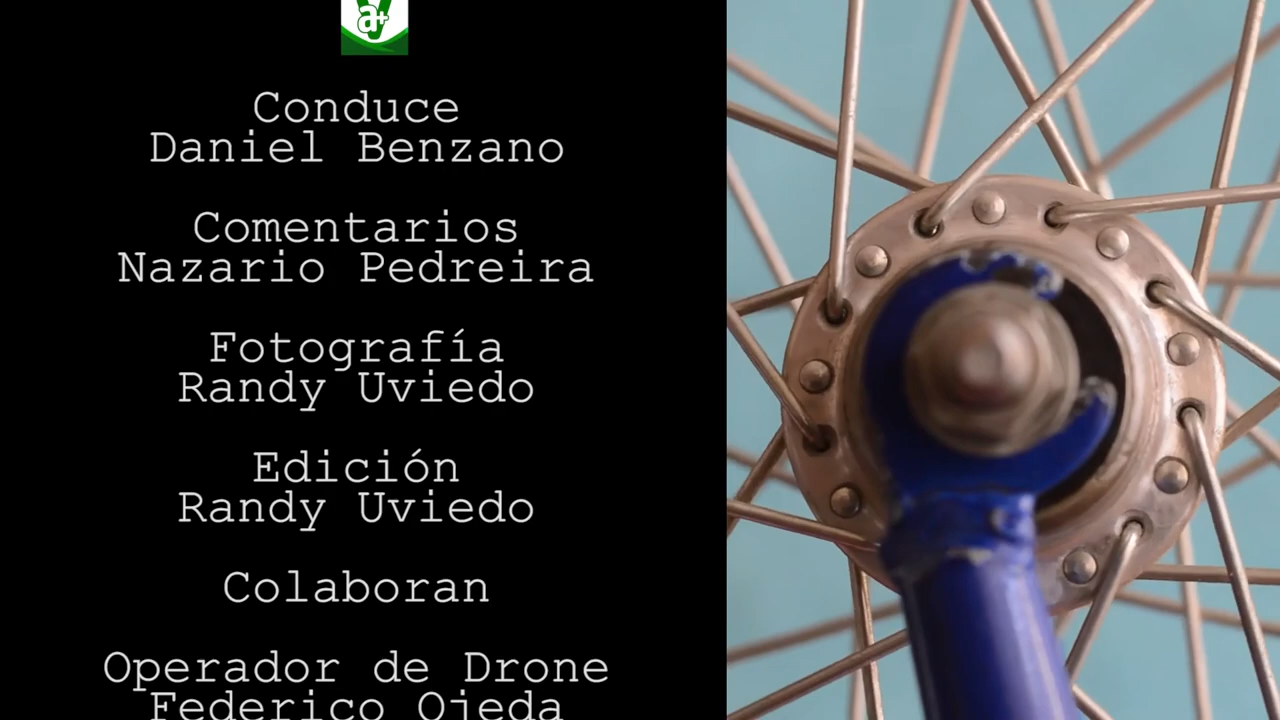 a+
Conduce
Daniel Benzano
Comentarios
Nazario Pedreira
Fotografía
Randy Uviedo
Edición
Randy Uviedo
Colaboran
Operador de Drone
Federico Ojeda